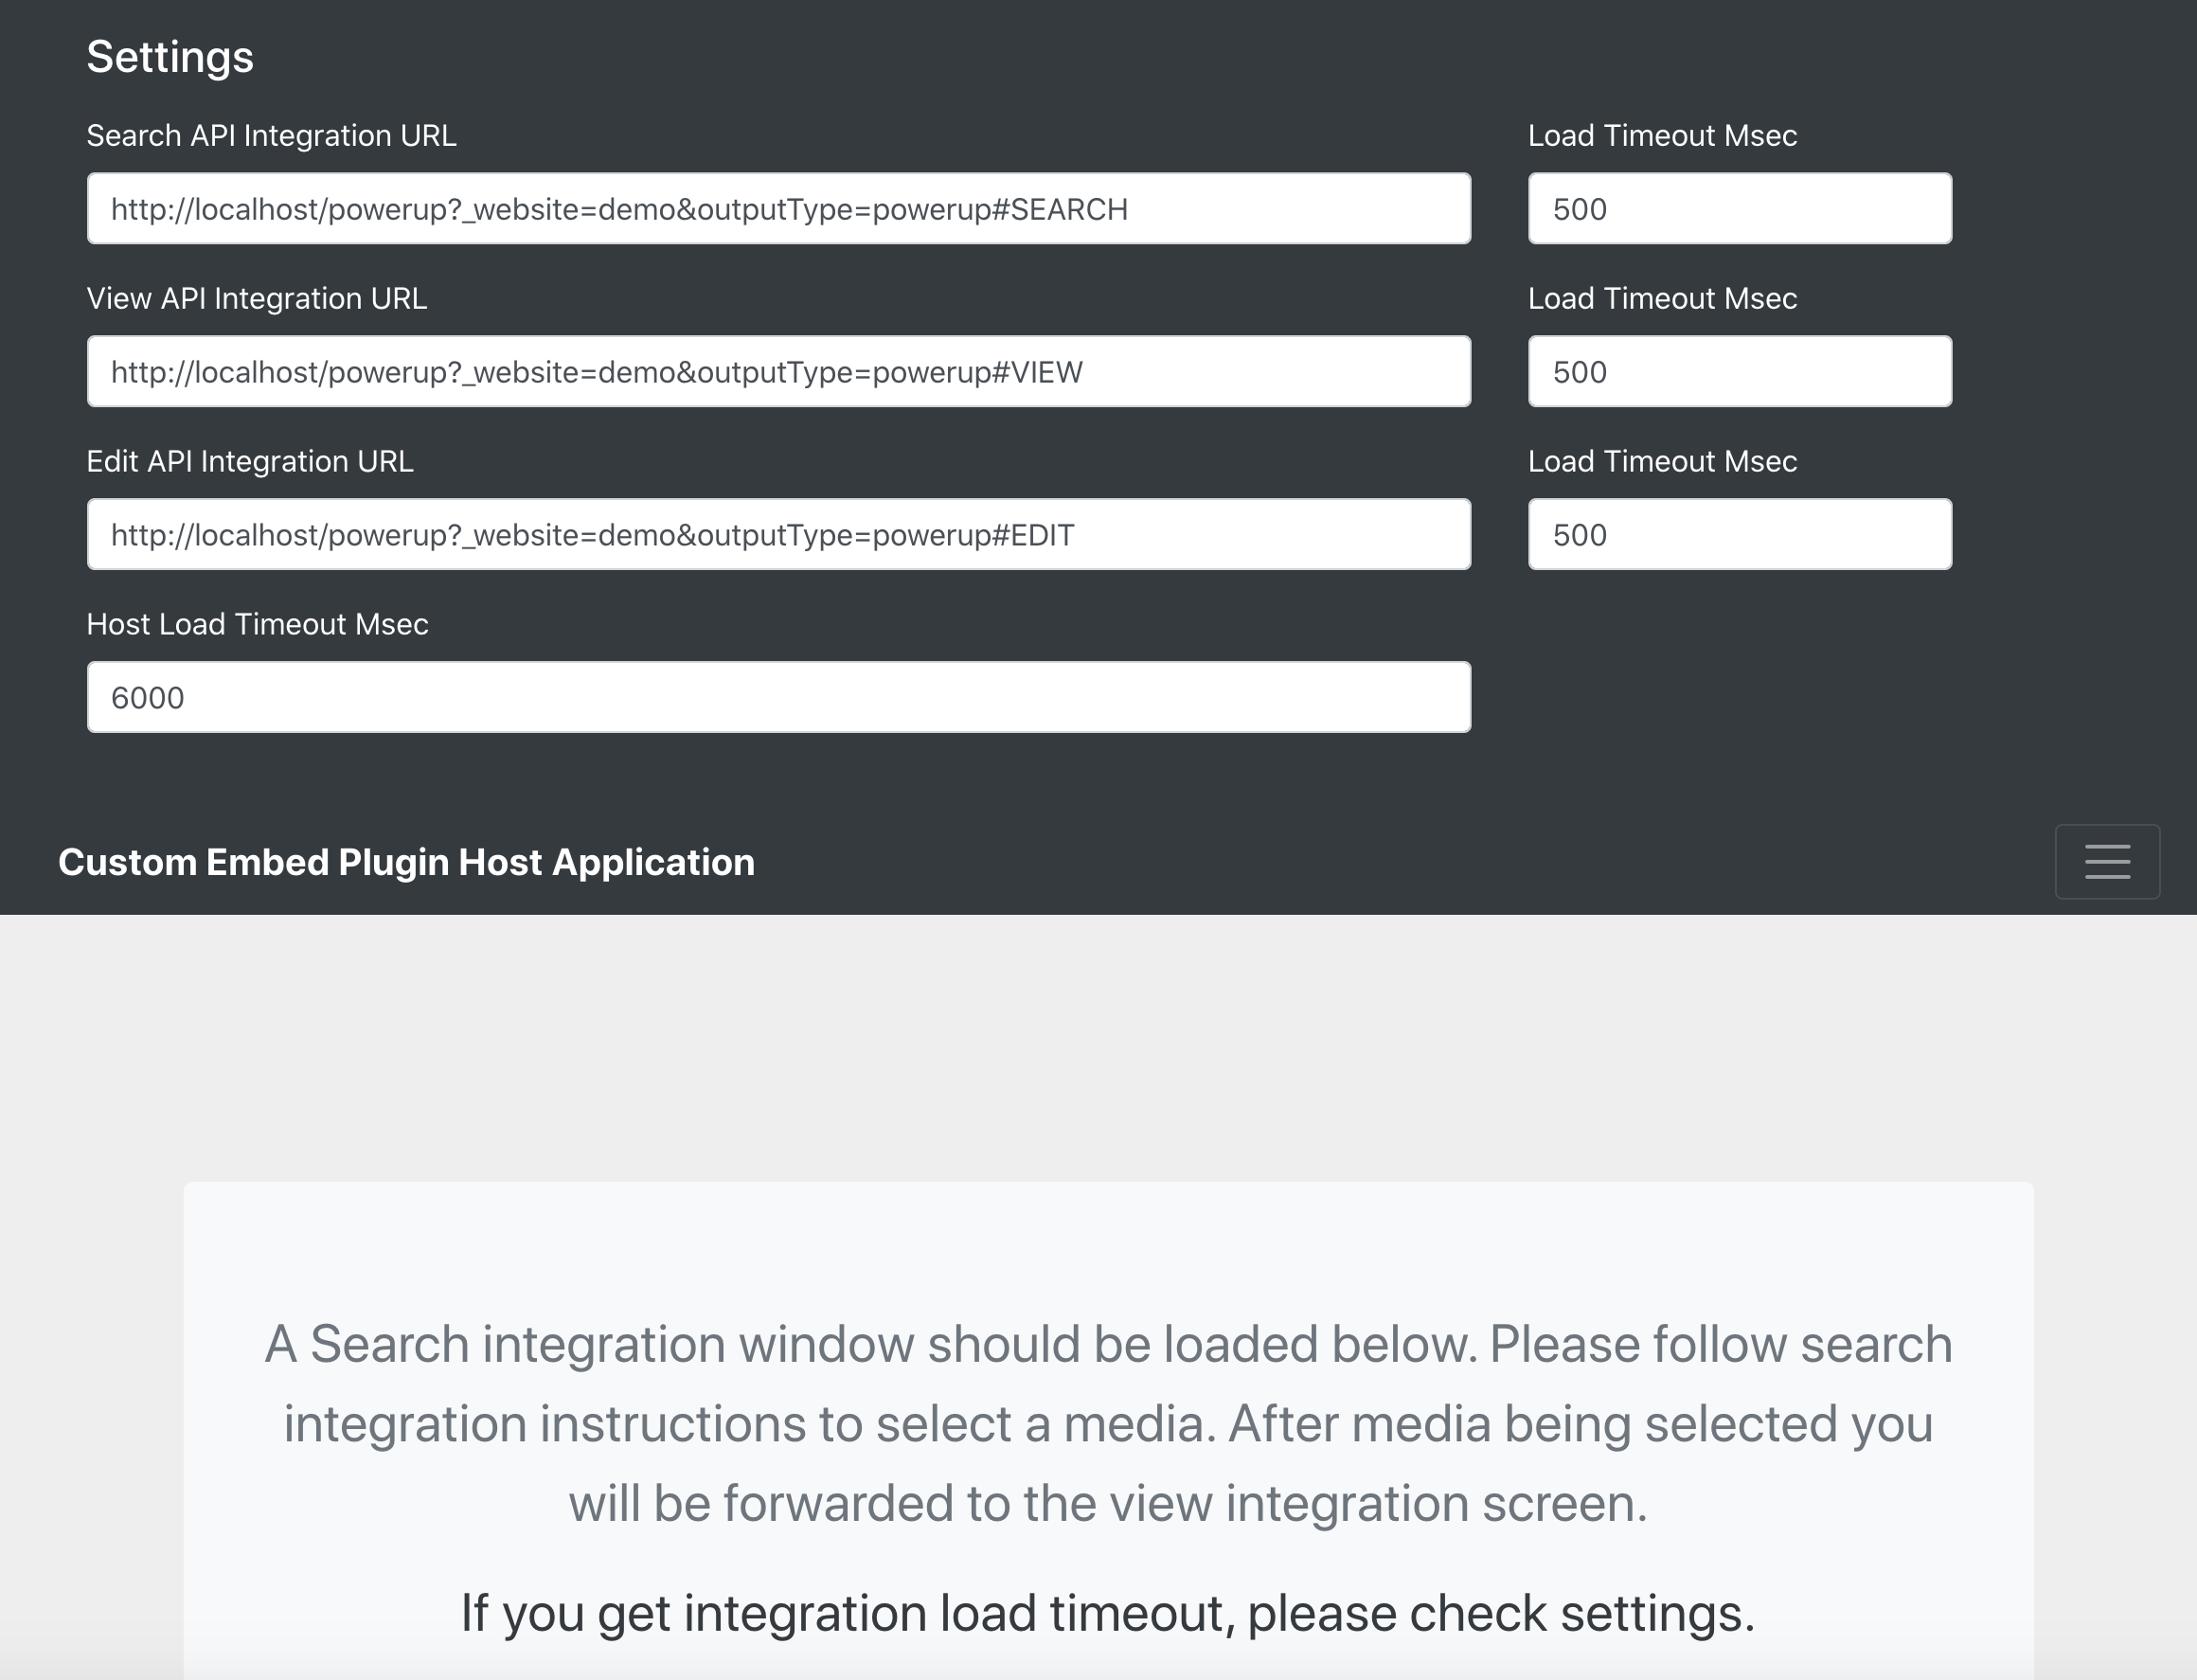 Settings
Search API Integration URL
Load Timeout Msec
http://localhost/powerup?_website=demo&outputType=powerup#SEARCH
500
View API Integration URL
Load Timeout Msec
http://localhost/powerup?_website=demo&outputType=powerup#VIEW
500
Edit API Integration URL
Load Timeout Msec
http://localhost/powerup?_website=demo&outputType=powerup#EDIT
500
Host Load Timeout Msec
6000
Custom Embed Plugin Host Application
A Search integration window should be loaded below. Please follow search
integration instructions to select a media. After media being selected you
will be forwarded to the view integration screen.
If you get integration load timeout, please check settings.